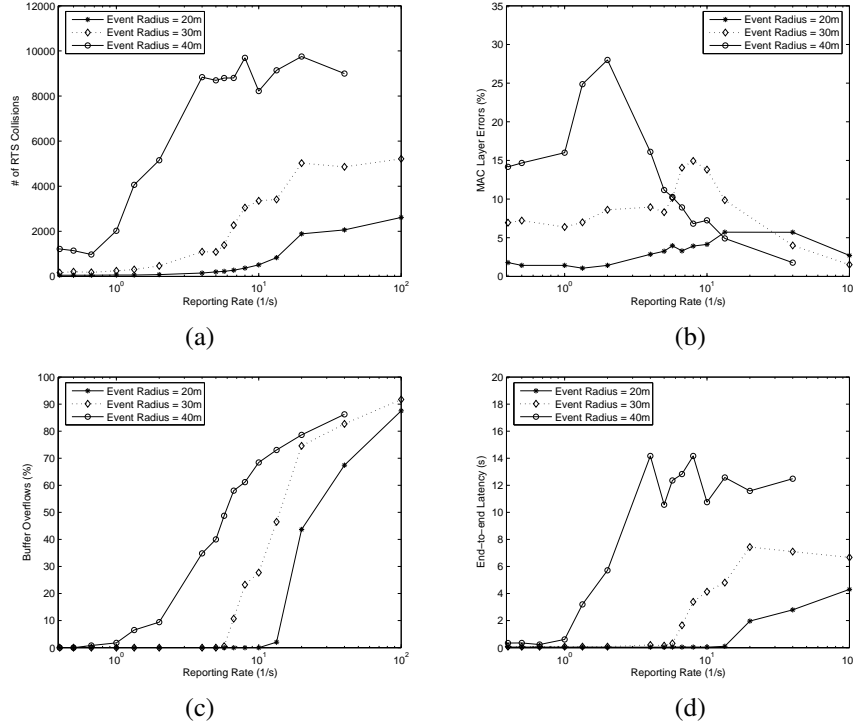 12000
10000
8000
6000
4000
2000
0
# of RTS Collisions
Event Radius = 20m
Event Radius = 30m
Event Radius = 40m
10^0
10^1
10^2
Reporting Rate (1/s)
(a)
35
30
25
20
15
10
5
0
MAC Layer Errors (%)
Event Radius = 20m
Event Radius = 30m
Event Radius = 40m
10^0
10^1
10
Reporting Rate (1/s)
(b)
100
90
80
70
60
50
40
30
20
10
0
Buffer Overflows (%)
Event Radius = 20m
Event Radius = 30m
Event Radius = 40m
10^0
10^1
10^2
Reporting Rate (1/s)
(c)
20
18
16
14
12
10
8
6
4
2
0
End−to−end Latency (s)
Event Radius = 20m
Event Radius = 30m
Event Radius = 40m
10^0
10^1
10
Reporting Rate (1/s)
(d)